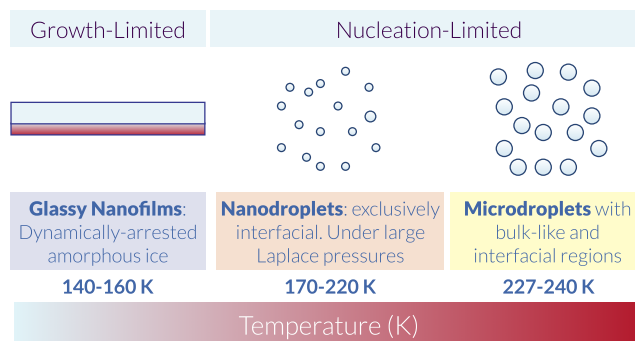 Growth-Limited
Nucleation-Limited
Glassy Nanofilms:
Dynamically-arrested
amorphous ice
Nanodroplets: exclusively
interfacial. Under large
Laplace pressures
Microdroplets with
bulk-like and
interfacial regions
140-160 K
170-220 K
227-240 K
Temperature (K)